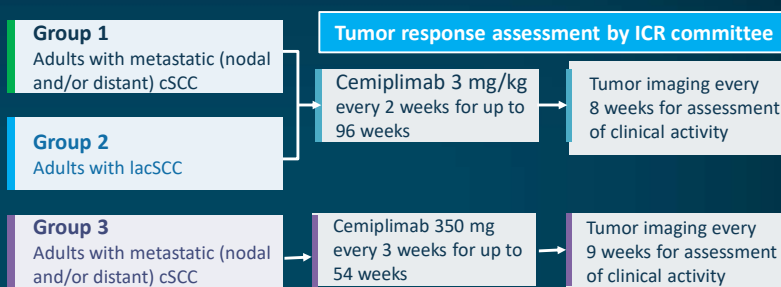 Group 1
Adults with metastatic (nodal
and/or distant) cSCC
Tumor response assessment by ICR committee
Cemiplimab 3 mg/kg
every 2 weeks for up to
96 weeks
Tumor imaging every
8 weeks for assessment
of clinical activity
Group 2
Adults with lacSCC
Group 3
Adults with metastatic (nodal
and/or distant) cSCC
Cemiplimab 350 mg
every 3 weeks for up to
54 weeks
Tumor imaging every
9 weeks for assessment
of clinical activity